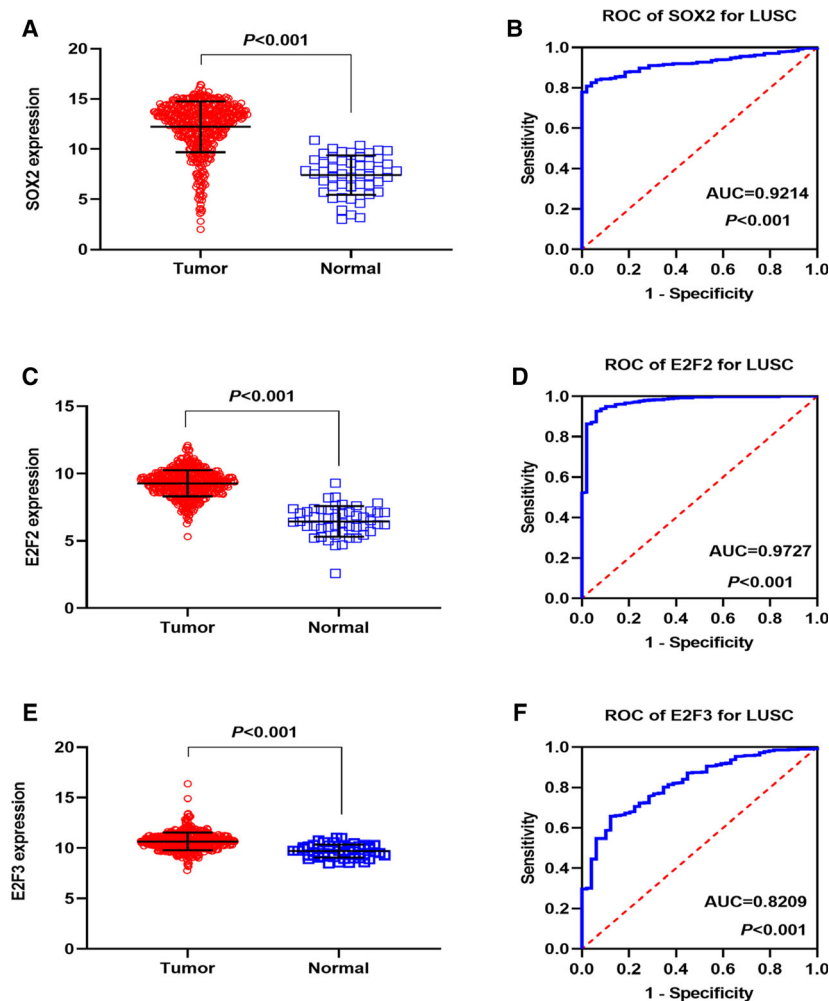 A
P<0.001
20
15
10
5
0
SOX2 expression
Tumor Normal
B
ROC of SOX2 for LUSC
1.0
0.8
0.6
0.4
0.2
0.0
Sensitivity
AUC=0.9214
P<0.001
0.0 0.2 0.4 0.6 0.8 1.0
1 - Specificity
C
P<0.001
15
10
5
0
E2F2 expression
Tumor Normal
D
ROC of E2F2 for LUSC
1.0
0.8
0.6
0.4
0.2
0.0
Sensitivity
AUC=0.9727
P<0.001
0.0 0.2 0.4 0.6 0.8 1.0
1 - Specificity
E
P<0.001
20
15
10
5
0
E2F3 expression
Tumor Normal
F
ROC of E2F3 for LUSC
1.0
0.8
0.6
0.4
0.2
0.0
Sensitivity
AUC=0.8209
P<0.001
0.0 0.2 0.4 0.6 0.8 1.0
1 - Specificity